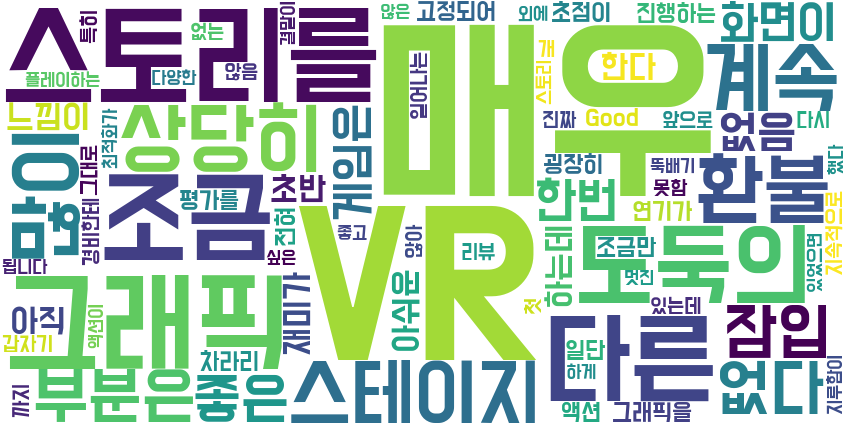 스토리를
매우
VR
특히
없는
결말이
플레이하는
다양한
않음
않은
고정되어
외에
초점이
진행하는
화면이
계속
일어나는
스토리
개
한다
느낌이
최적화가
상당히
게임은
진짜
Good
앞으로
없음
다시
많이
경비한테
그대로
조금
평가를
초반
굉장히
뚝배기
했다
한번
못함
환불
전혀
싶은
좋고
않아
리뷰
연기가
지속적으로
됩니다
그래픽
재미가
아쉬운
하는데
조금만
도둑의
멋진
있었으면
아직
액션이
갑자기
차라리
첫
있는데
다른
일단
하게
잠입
까지
부분은
좋은
스테이지
액션
그래픽을
없다
지루함이